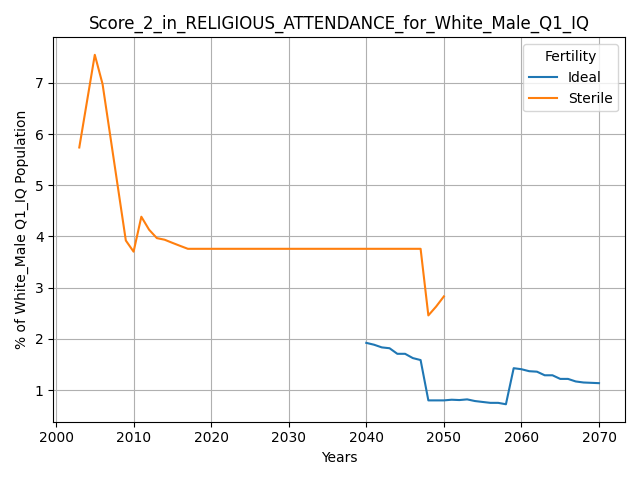 Score_2_in_RELIGIOUS_ATTENDANCE_for_White_Male_Q1_IQ
Fertility
Ideal
Sterile
% of White_Male Q1_IQ Population
7
6
5
4
3
2
1
2000 2010 2020 2030 2040 2050 2060 2070
Years